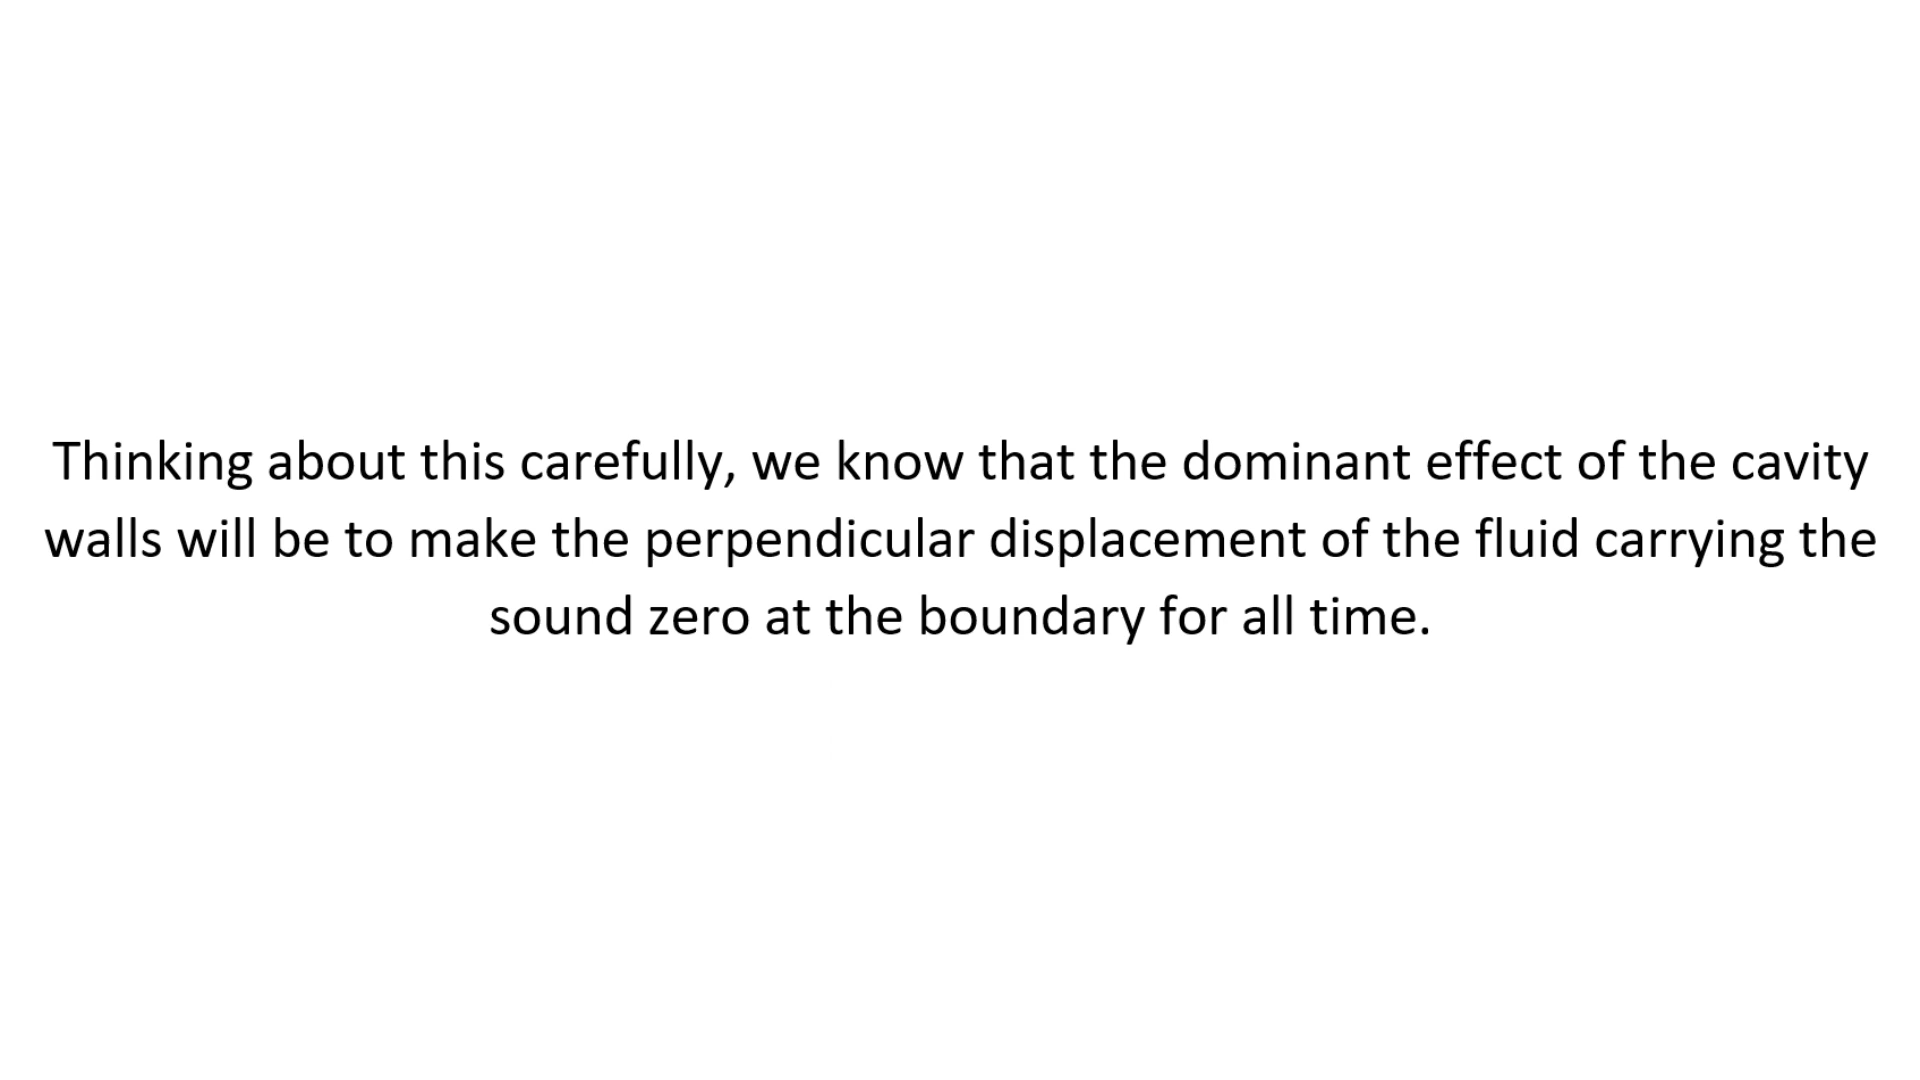 Thinking about this carefully, we know that the dominant effect of the cavity
walls will be to make the perpendicular displacement of the fluid carrying the
sound zero at the boundary for all time.